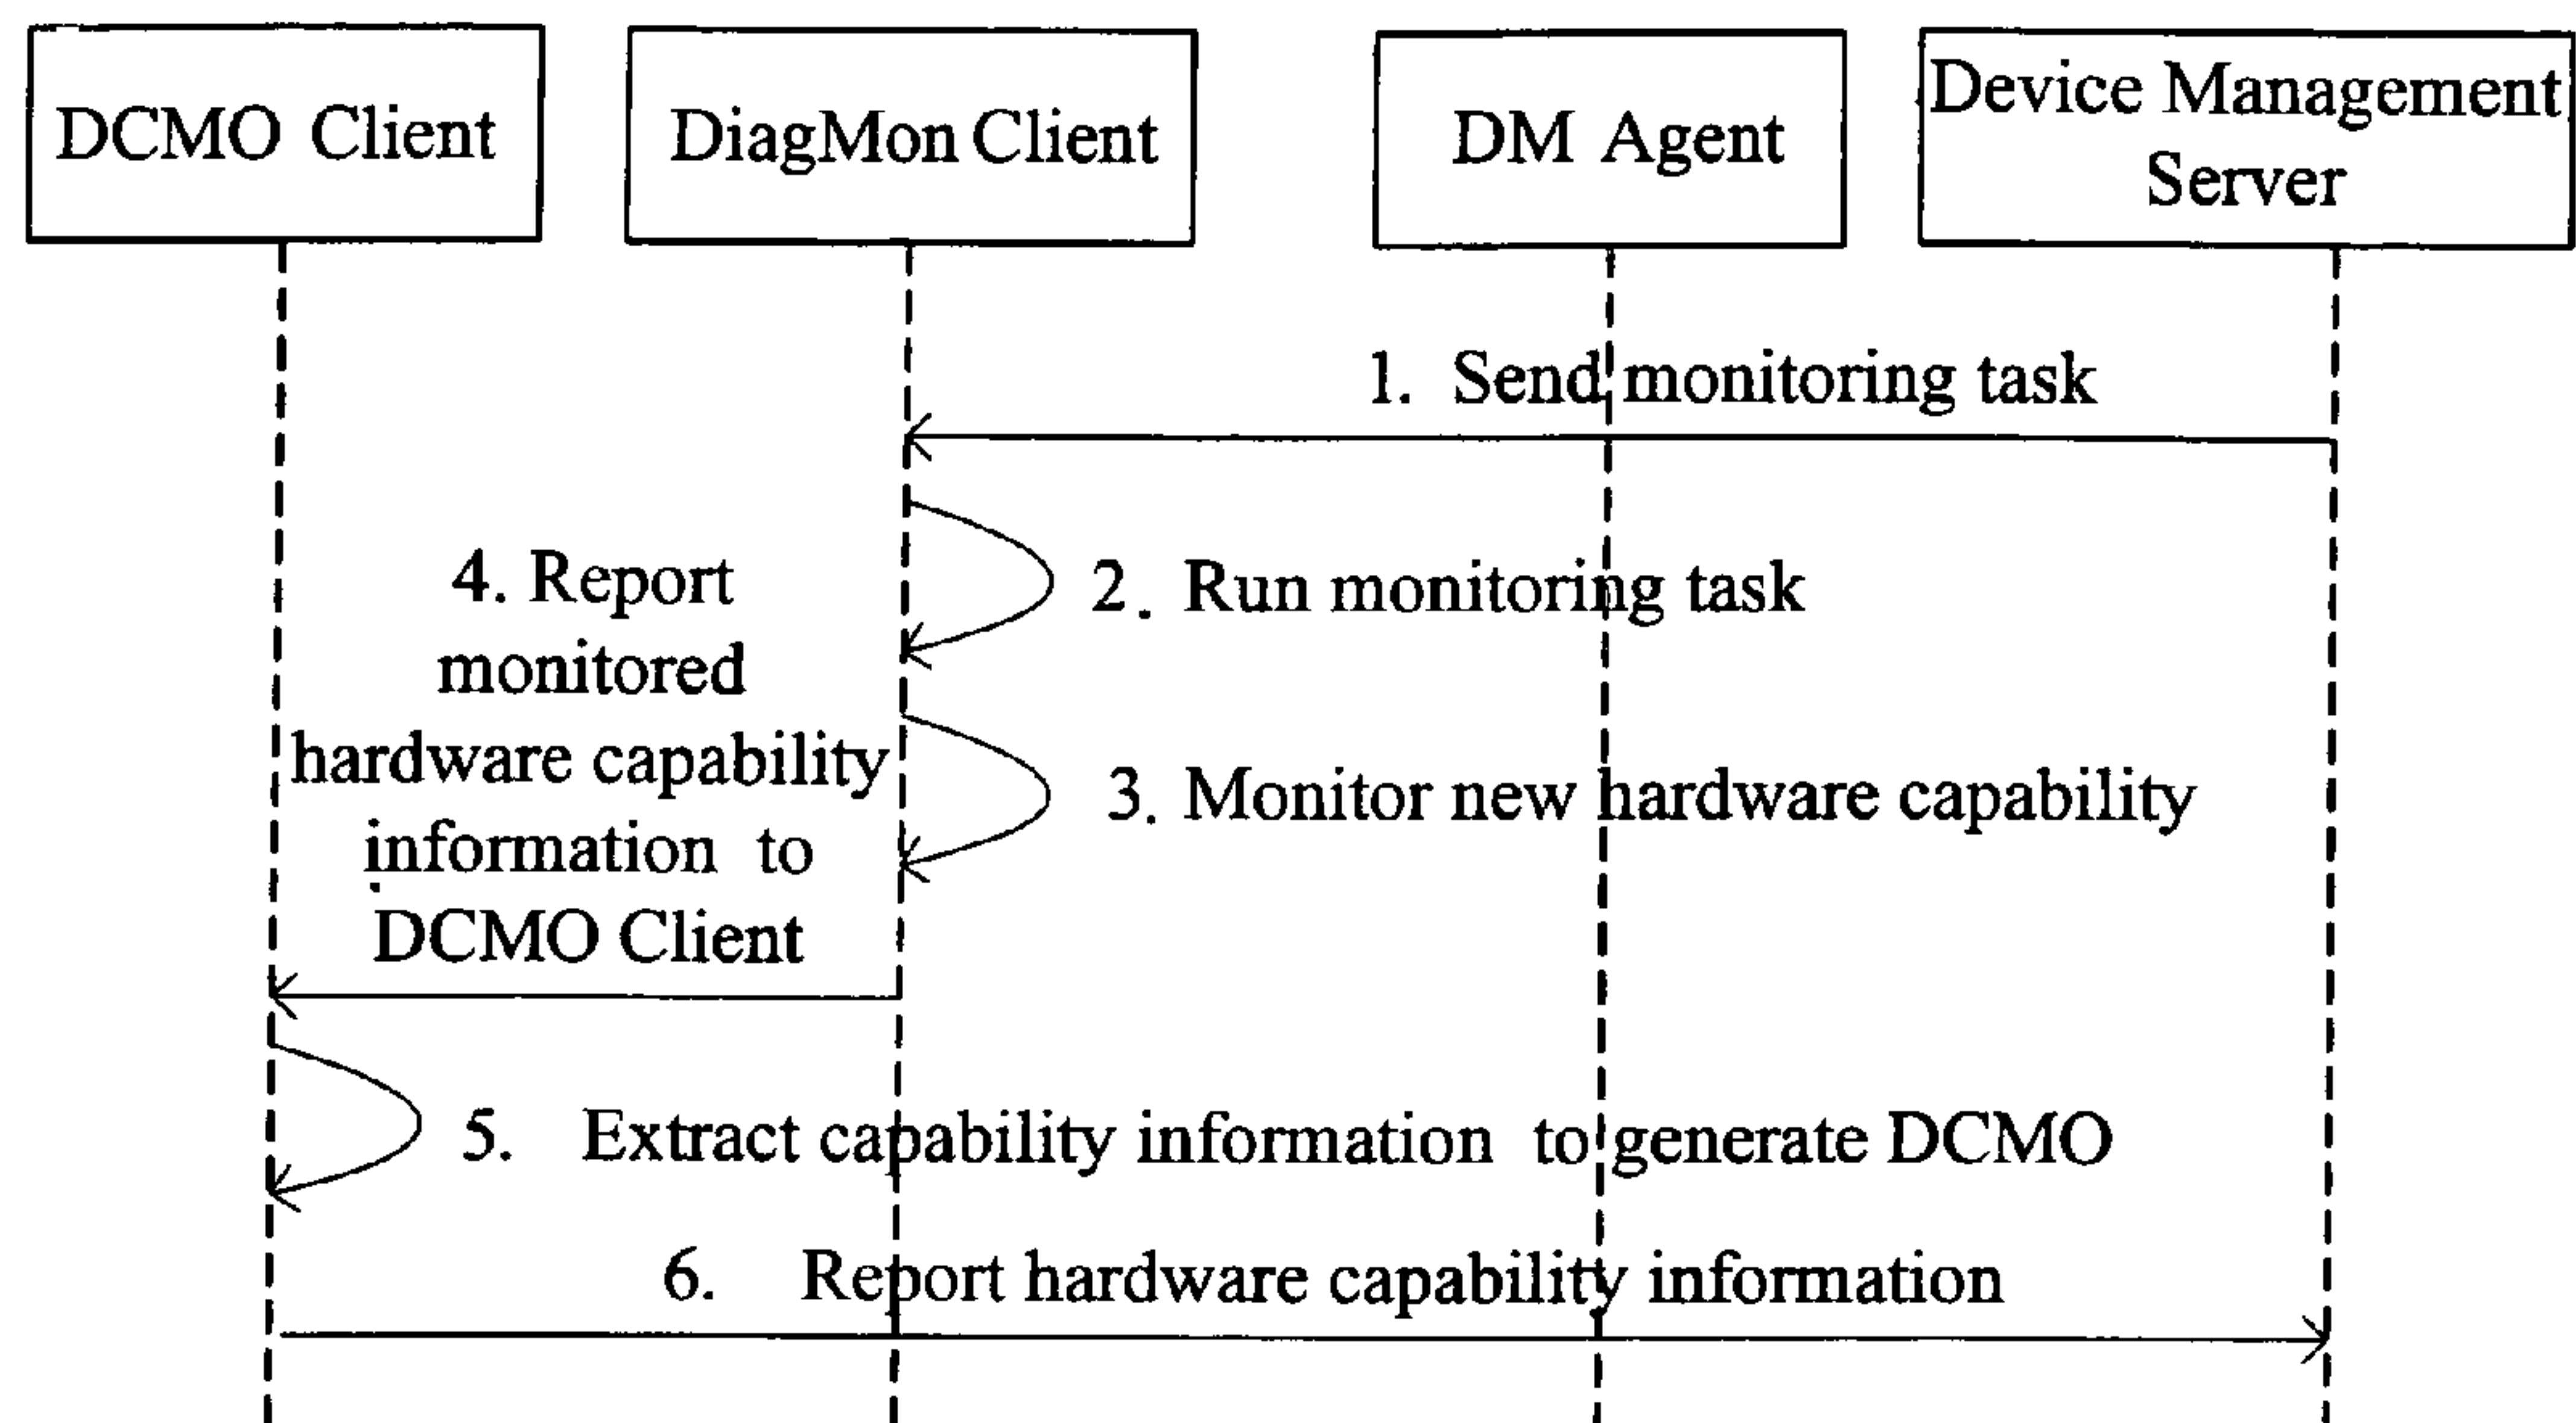 DCMO Client
DiagMon Client
DM Agent
Device Management
Server
1. Send monitoring task
2. Run monitoring task
3. Monitor new hardware capability
4. Report
monitored
hardware capability
information to
DCMO Client
5. Extract capability information to generate DCMO
6. Report hardware capability information